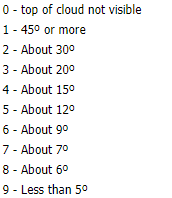 0 - top of cloud not visible
1 - 45º or more
2 - About 30º
3 - About 20º
4 - About 15º
5 - About 12º
6 - About 9º
7 - About 7º
8 - About 6º
9 - Less than 5º